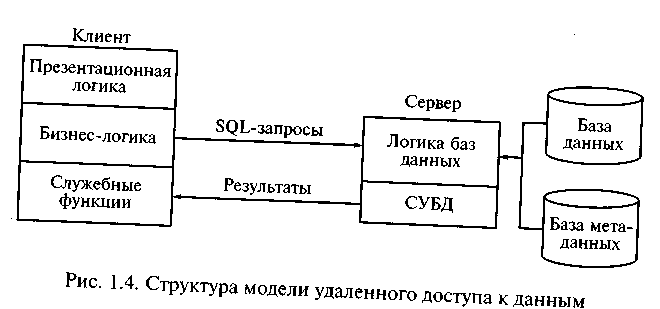 Клиент
Презентационная
логика
Бизнес-логика
Служебные
функции
SQL-запросы
Результаты
Сервер
Логика баз
данных
СУБД
База
данных
База мета-
данных
Рис. 1.4. Структура модели удаленного доступа к данным